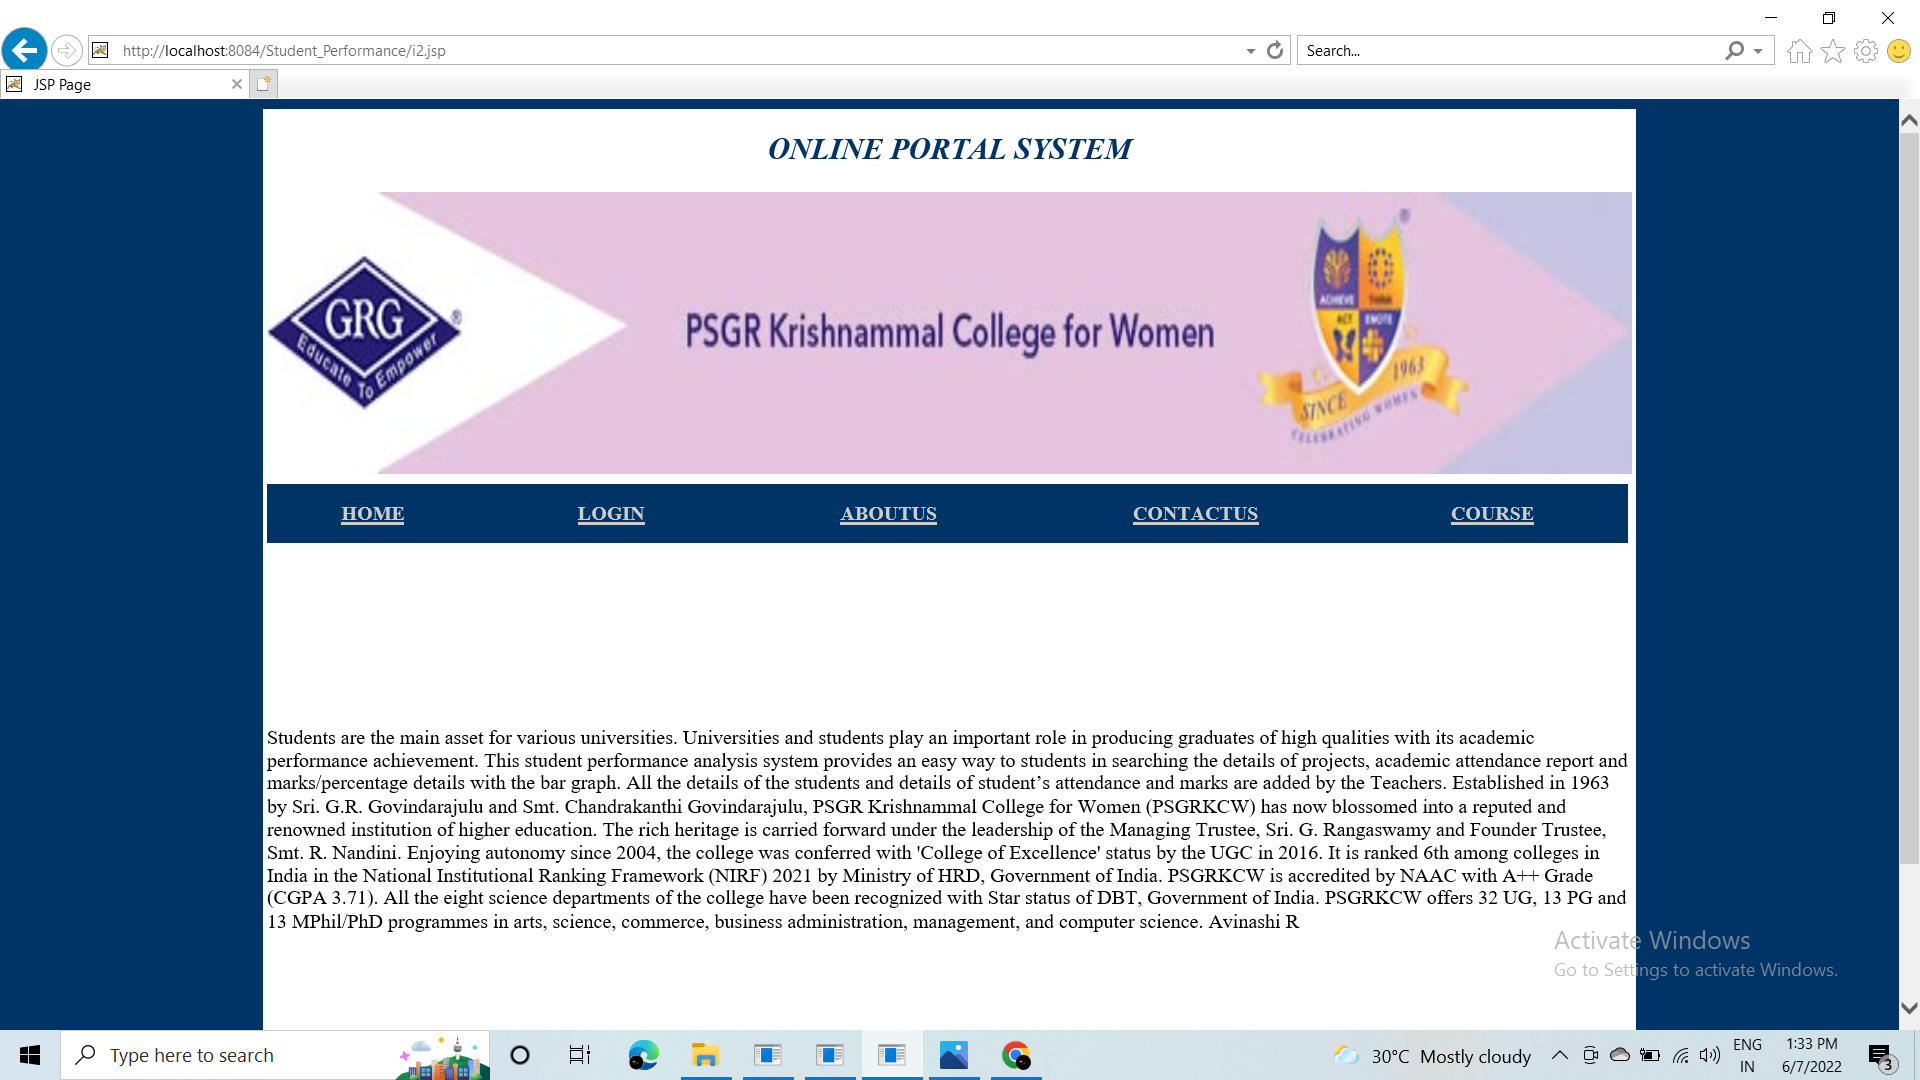 http://localhost:8084/Student_Performance/i2.jsp
Search...
JSP Page
ONLINE PORTAL SYSTEM
GRG
Educate To Empower
®
PSGR Krishnammal College for Women
®
ACHIEVE THINK
ACT EMOTE
SINCE 1963
CELEBRATING WOMEN
HOME LOGIN ABOUTUS CONTACTUS COURSE
Students are the main asset for various universities. Universities and students play an important role in producing graduates of high qualities with its academic
performance achievement. This student performance analysis system provides an easy way to students in searching the details of projects, academic attendance report and
marks/percentage details with the bar graph. All the details of the students and details of student’s attendance and marks are added by the Teachers. Established in 1963
by Sri. G.R. Govindarajulu and Smt. Chandrakanthi Govindarajulu, PSGR Krishnammal College for Women (PSGRKCW) has now blossomed into a reputed and
renowned institution of higher education. The rich heritage is carried forward under the leadership of the Managing Trustee, Sri. G. Rangaswamy and Founder Trustee,
Smt. R. Nandini. Enjoying autonomy since 2004, the college was conferred with 'College of Excellence' status by the UGC in 2016. It is ranked 6th among colleges in
India in the National Institutional Ranking Framework (NIRF) 2021 by Ministry of HRD, Government of India. PSGRKCW is accredited by NAAC with A++ Grade
(CGPA 3.71). All the eight science departments of the college have been recognized with Star status of DBT, Government of India. PSGRKCW offers 32 UG, 13 PG and
13 MPhil/PhD programmes in arts, science, commerce, business administration, management, and computer science. Avinashi R
Activate Windows
Go to Settings to activate Windows.
Type here to search
30°C Mostly cloudy
ENG
IN
1:33 PM
6/7/2022
3